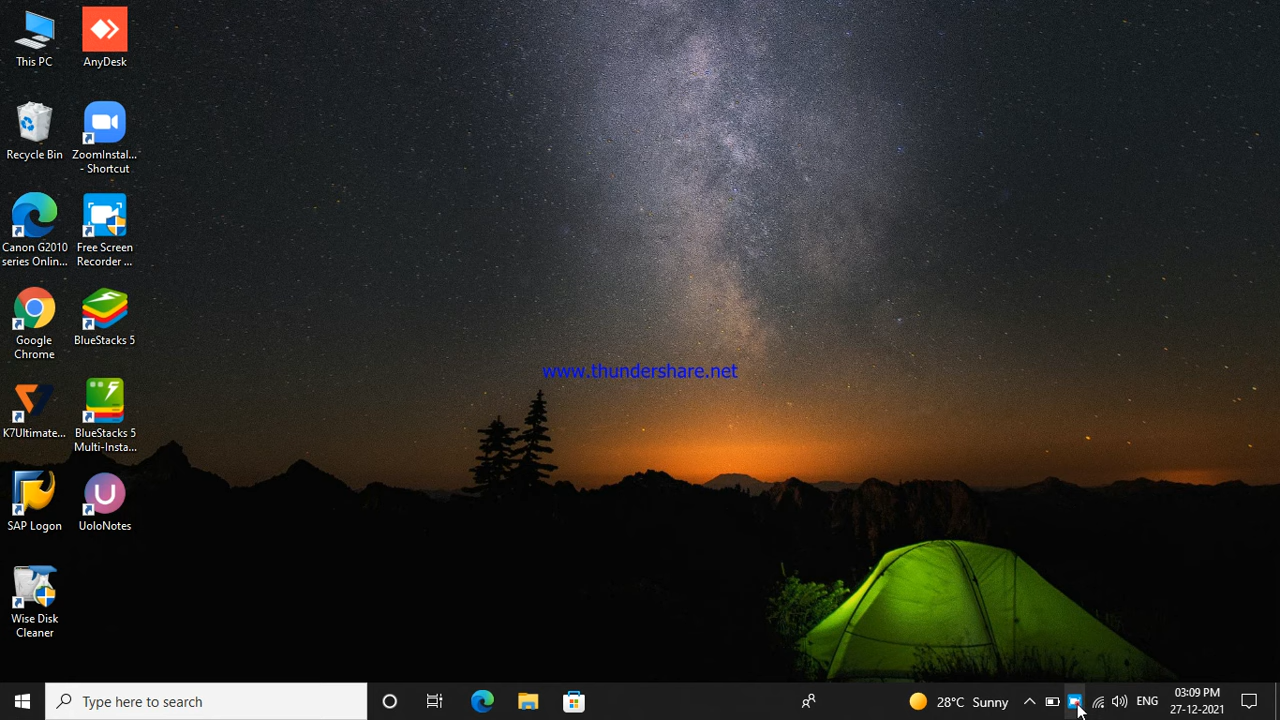 This PC
AnyDesk
Recycle Bin
ZoomInstal...
- Shortcut
Canon G2010
series Onlin...
Free Screen
Recorder ...
Google
Chrome
BlueStacks 5
K7Ultimate...
BlueStacks 5
Multi-Insta...
SAP Logon
U
UoloNotes
Wise Disk
Cleaner
www.thundershare.net
Type here to search
28°C Sunny
ENG
03:09 PM
27-12-2021